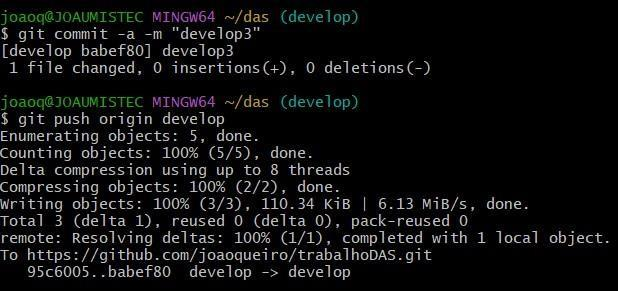 joaoq@JOAUMISTEC MINGW64 ~/das (develop)
$ git commit -a -m "develop3"
[develop babef80] develop3
 1 file changed, 0 insertions(+), 0 deletions(-)
joaoq@JOAUMISTEC MINGW64 ~/das (develop)
$ git push origin develop
Enumerating objects: 5, done.
Counting objects: 100% (5/5), done.
Delta compression using up to 8 threads
Compressing objects: 100% (2/2), done.
Writing objects: 100% (3/3), 110.34 KiB | 6.13 MiB/s, done.
Total 3 (delta 1), reused 0 (delta 0), pack-reused 0
remote: Resolving deltas: 100% (1/1), completed with 1 local object.
To https://github.com/joaoqueiro/trabalhoDAS.git
   95c6005..babef80  develop -> develop